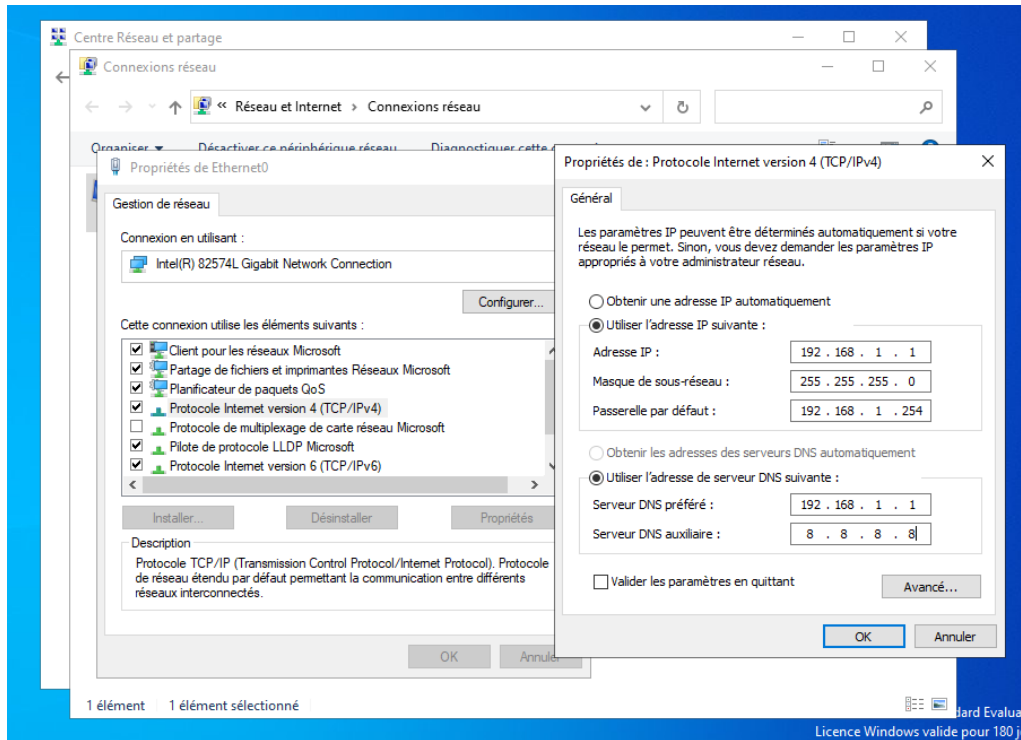 Centre Réseau et partage
Connexions réseau
« Réseau et Internet > Connexions réseau
Organiser Désactiver ce périphérique réseau Diagnostiquer cette
Propriétés de Ethernet0
Gestion de réseau
Connexion en utilisant :
Intel(R) 82574L Gigabit Network Connection
Configurer...
Cette connexion utilise les éléments suivants :
Client pour les réseaux Microsoft
Partage de fichiers et imprimantes Réseaux Microsoft
Planificateur de paquets QoS
Protocole Internet version 4 (TCP/IPv4)
Protocole de multiplexage de carte réseau Microsoft
Pilote de protocole LLDP Microsoft
Protocole Internet version 6 (TCP/IPv6)
Installer... Désinstaller Propriétés
Description
Protocole TCP/IP (Transmission Control Protocol/Internet Protocol). Protocole
de réseau étendu par défaut permettant la communication entre différents
réseaux interconnectés.
OK Annuler
Propriétés de : Protocole Internet version 4 (TCP/IPv4)
Général
Les paramètres IP peuvent être déterminés automatiquement si votre
réseau le permet. Sinon, vous devez demander les paramètres IP
appropriés à votre administrateur réseau.
Obtenir une adresse IP automatiquement
Utiliser l'adresse IP suivante :
Adresse IP : 192 . 168 . 1 . 1
Masque de sous-réseau : 255 . 255 . 255 . 0
Passerelle par défaut : 192 . 168 . 1 . 254
Obtenir les adresses des serveurs DNS automatiquement
Utiliser l'adresse de serveur DNS suivante :
Serveur DNS préféré : 192 . 168 . 1 . 1
Serveur DNS auxiliaire : 8 . 8 . 8 . 8
Valider les paramètres en quittant
Avancé...
OK Annuler
1 élément 1 élément sélectionné
dard Evalua
Licence Windows valide pour 180 j